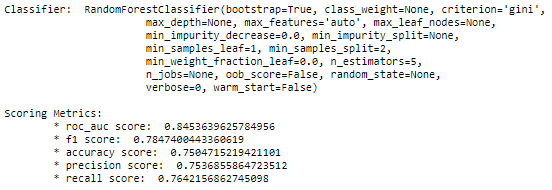 Classifier:  RandomForestClassifier(bootstrap=True, class_weight=None, criterion='gini',
max_depth=None, max_features='auto', max_leaf_nodes=None,
min_impurity_decrease=0.0, min_impurity_split=None,
min_samples_leaf=1, min_samples_split=2,
min_weight_fraction_leaf=0.0, n_estimators=5,
n_jobs=None, oob_score=False, random_state=None,
verbose=0, warm_start=False)
Scoring Metrics:
* roc_auc score:  0.8453639625784956
* f1 score:  0.7847400443360619
* accuracy score:  0.7504715219421101
* precision score:  0.7536855864723512
* recall score:  0.7642156862745098